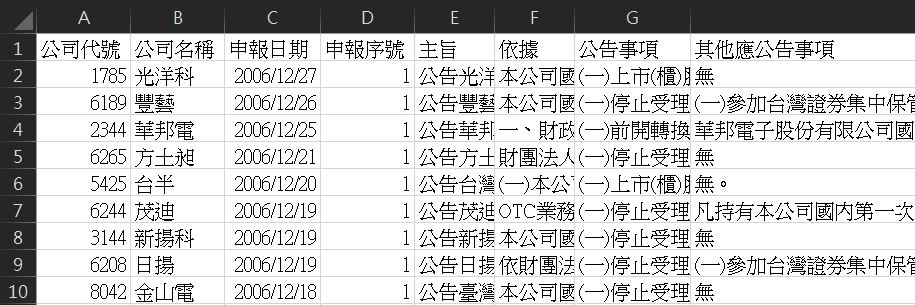 A B C D E F G
1 公司代號 公司名稱 申報日期 申報序號 主旨 依據 公告事項 其他應公告事項
2 1785 光洋科 2006/12/27 1 公告光洋 本公司國 (一)上市(櫃)股 無
3 6189 豐藝 2006/12/26 1 公告豐藝 本公司國 (一)停止受理 (一)參加台灣證券集中保管
4 2344 華邦電 2006/12/25 1 公告華邦 一、財政 (一)前開轉換 華邦電子股份有限公司國
5 6265 方土昶 2006/12/21 1 公告方土 財團法人 (一)停止受理 無
6 5425 台半 2006/12/20 1 公告台灣 (一)本公 (一)上市(櫃)股 無。
7 6244 茂迪 2006/12/19 1 公告茂迪 OTC業務 (一)停止受理 凡持有本公司國內第一次
8 3144 新揚科 2006/12/19 1 公告新揚 本公司國 (一)停止受理 無
9 6208 日揚 2006/12/19 1 公告日揚 依財團法 (一)停止受理 (一)參加台灣證券集中保管
10 8042 金山電 2006/12/18 1 公告臺灣 本公司國 (一)停止受理 無